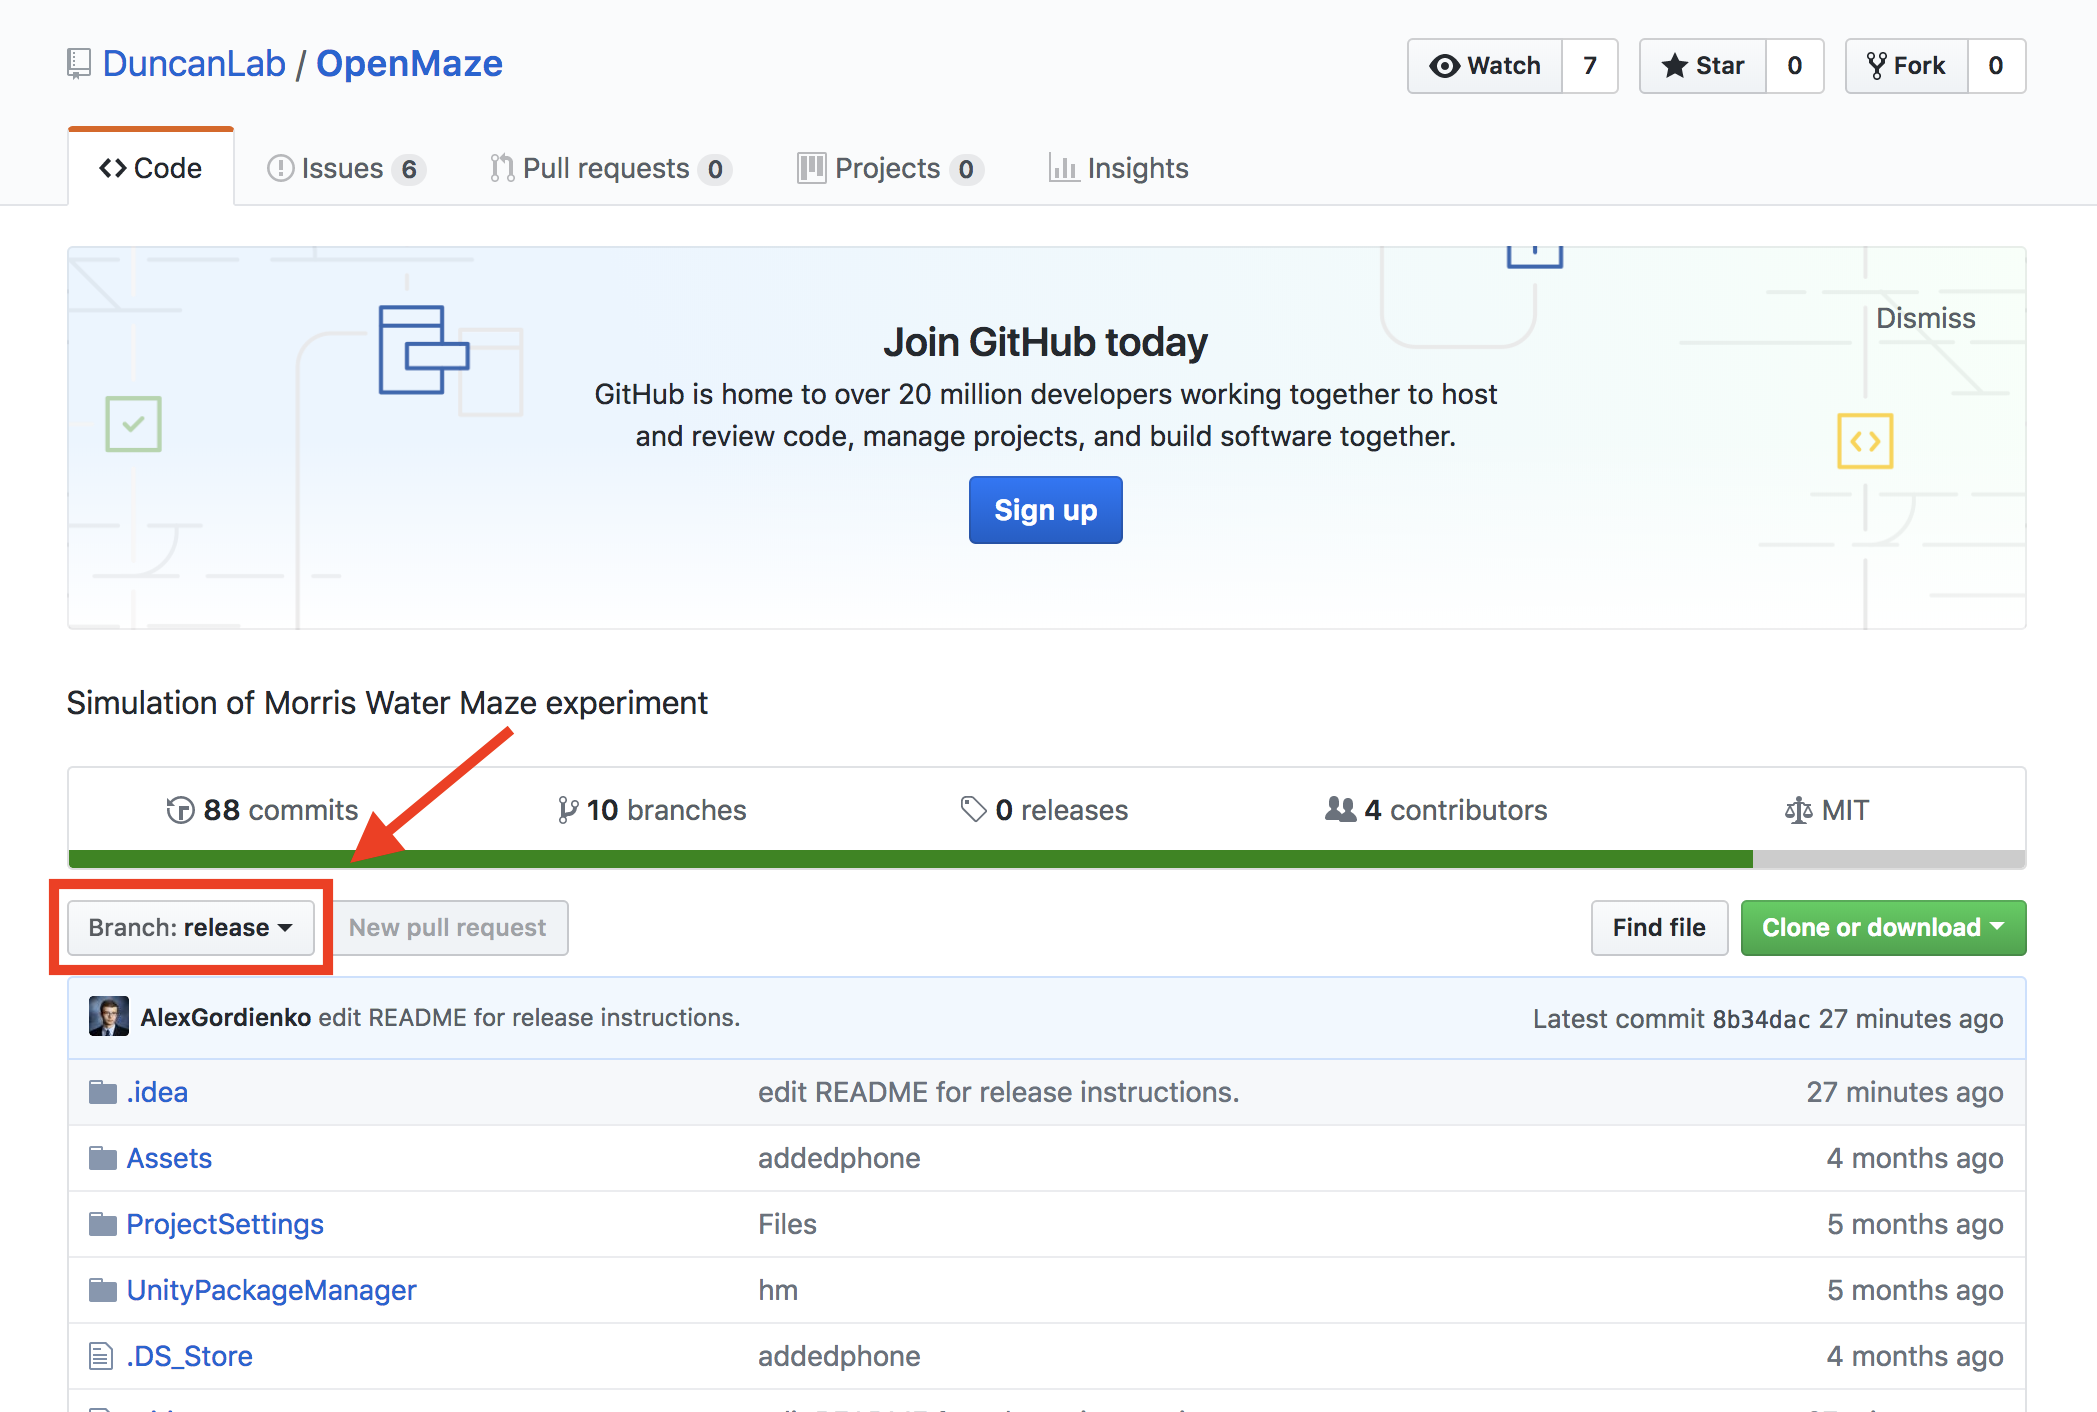 DuncanLab / OpenMaze
Watch 7 Star 0 Fork 0
Code Issues 6 Pull requests 0 Projects 0 Insights
Dismiss
Join GitHub today
GitHub is home to over 20 million developers working together to host
and review code, manage projects, and build software together.
Sign up
Simulation of Morris Water Maze experiment
88 commits 10 branches 0 releases 4 contributors MIT
Branch: release New pull request Find file Clone or download
AlexGordienko edit README for release instructions. Latest commit 8b34dac 27 minutes ago
.idea edit README for release instructions. 27 minutes ago
Assets addedphone 4 months ago
ProjectSettings Files 5 months ago
UnityPackageManager hm 5 months ago
.DS_Store addedphone 4 months ago